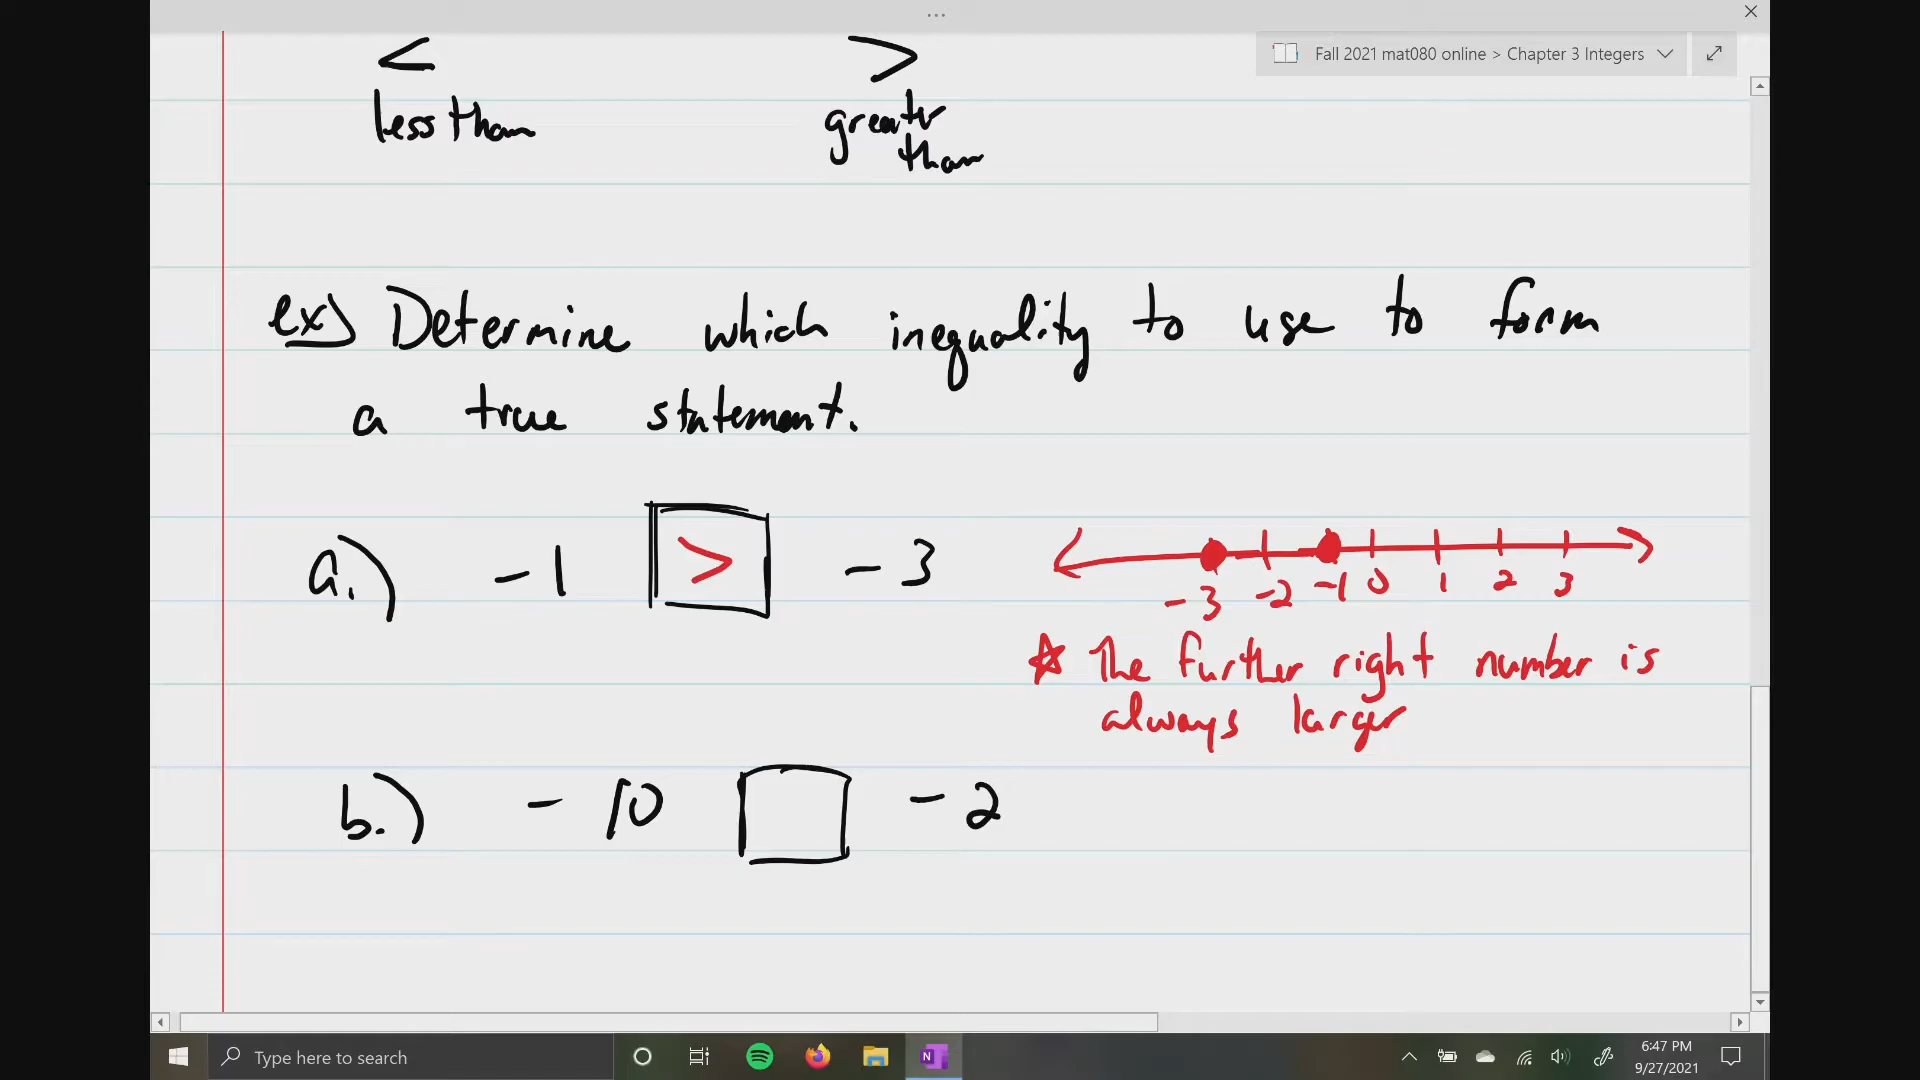 ...
Fall 2021 mat080 online > Chapter 3 Integers
< >
less than greater than
ex) Determine which inequality to use to form
a true statement.
a.) -1 > -3
-3 -2 -1 0 1 2 3
☆ The further right number is
always larger
b.) -10 □ -2
Type here to search
N
6:47 PM
9/27/2021